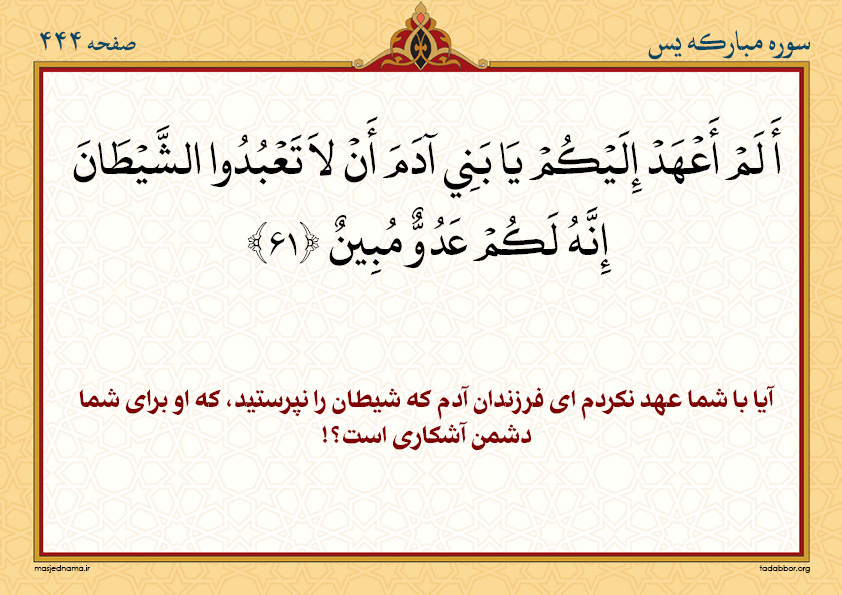 سوره مبارکه یس
صفحه ۴۴۴
أَلَمْ أَعْهَدْ إِلَيْكُمْ يَا بَنِي آدَمَ أَنْ لاَ تَعْبُدُوا الشَّيْطَانَ
إِنَّهُ لَكُمْ عَدُوٌّ مُبِينٌ ﴿۶۱﴾
آیا با شما عهد نکردم ای فرزندان آدم که شیطان را نپرستید، که او برای شما
دشمن آشکاری است؟!
masjednama.ir
tadabbor.org